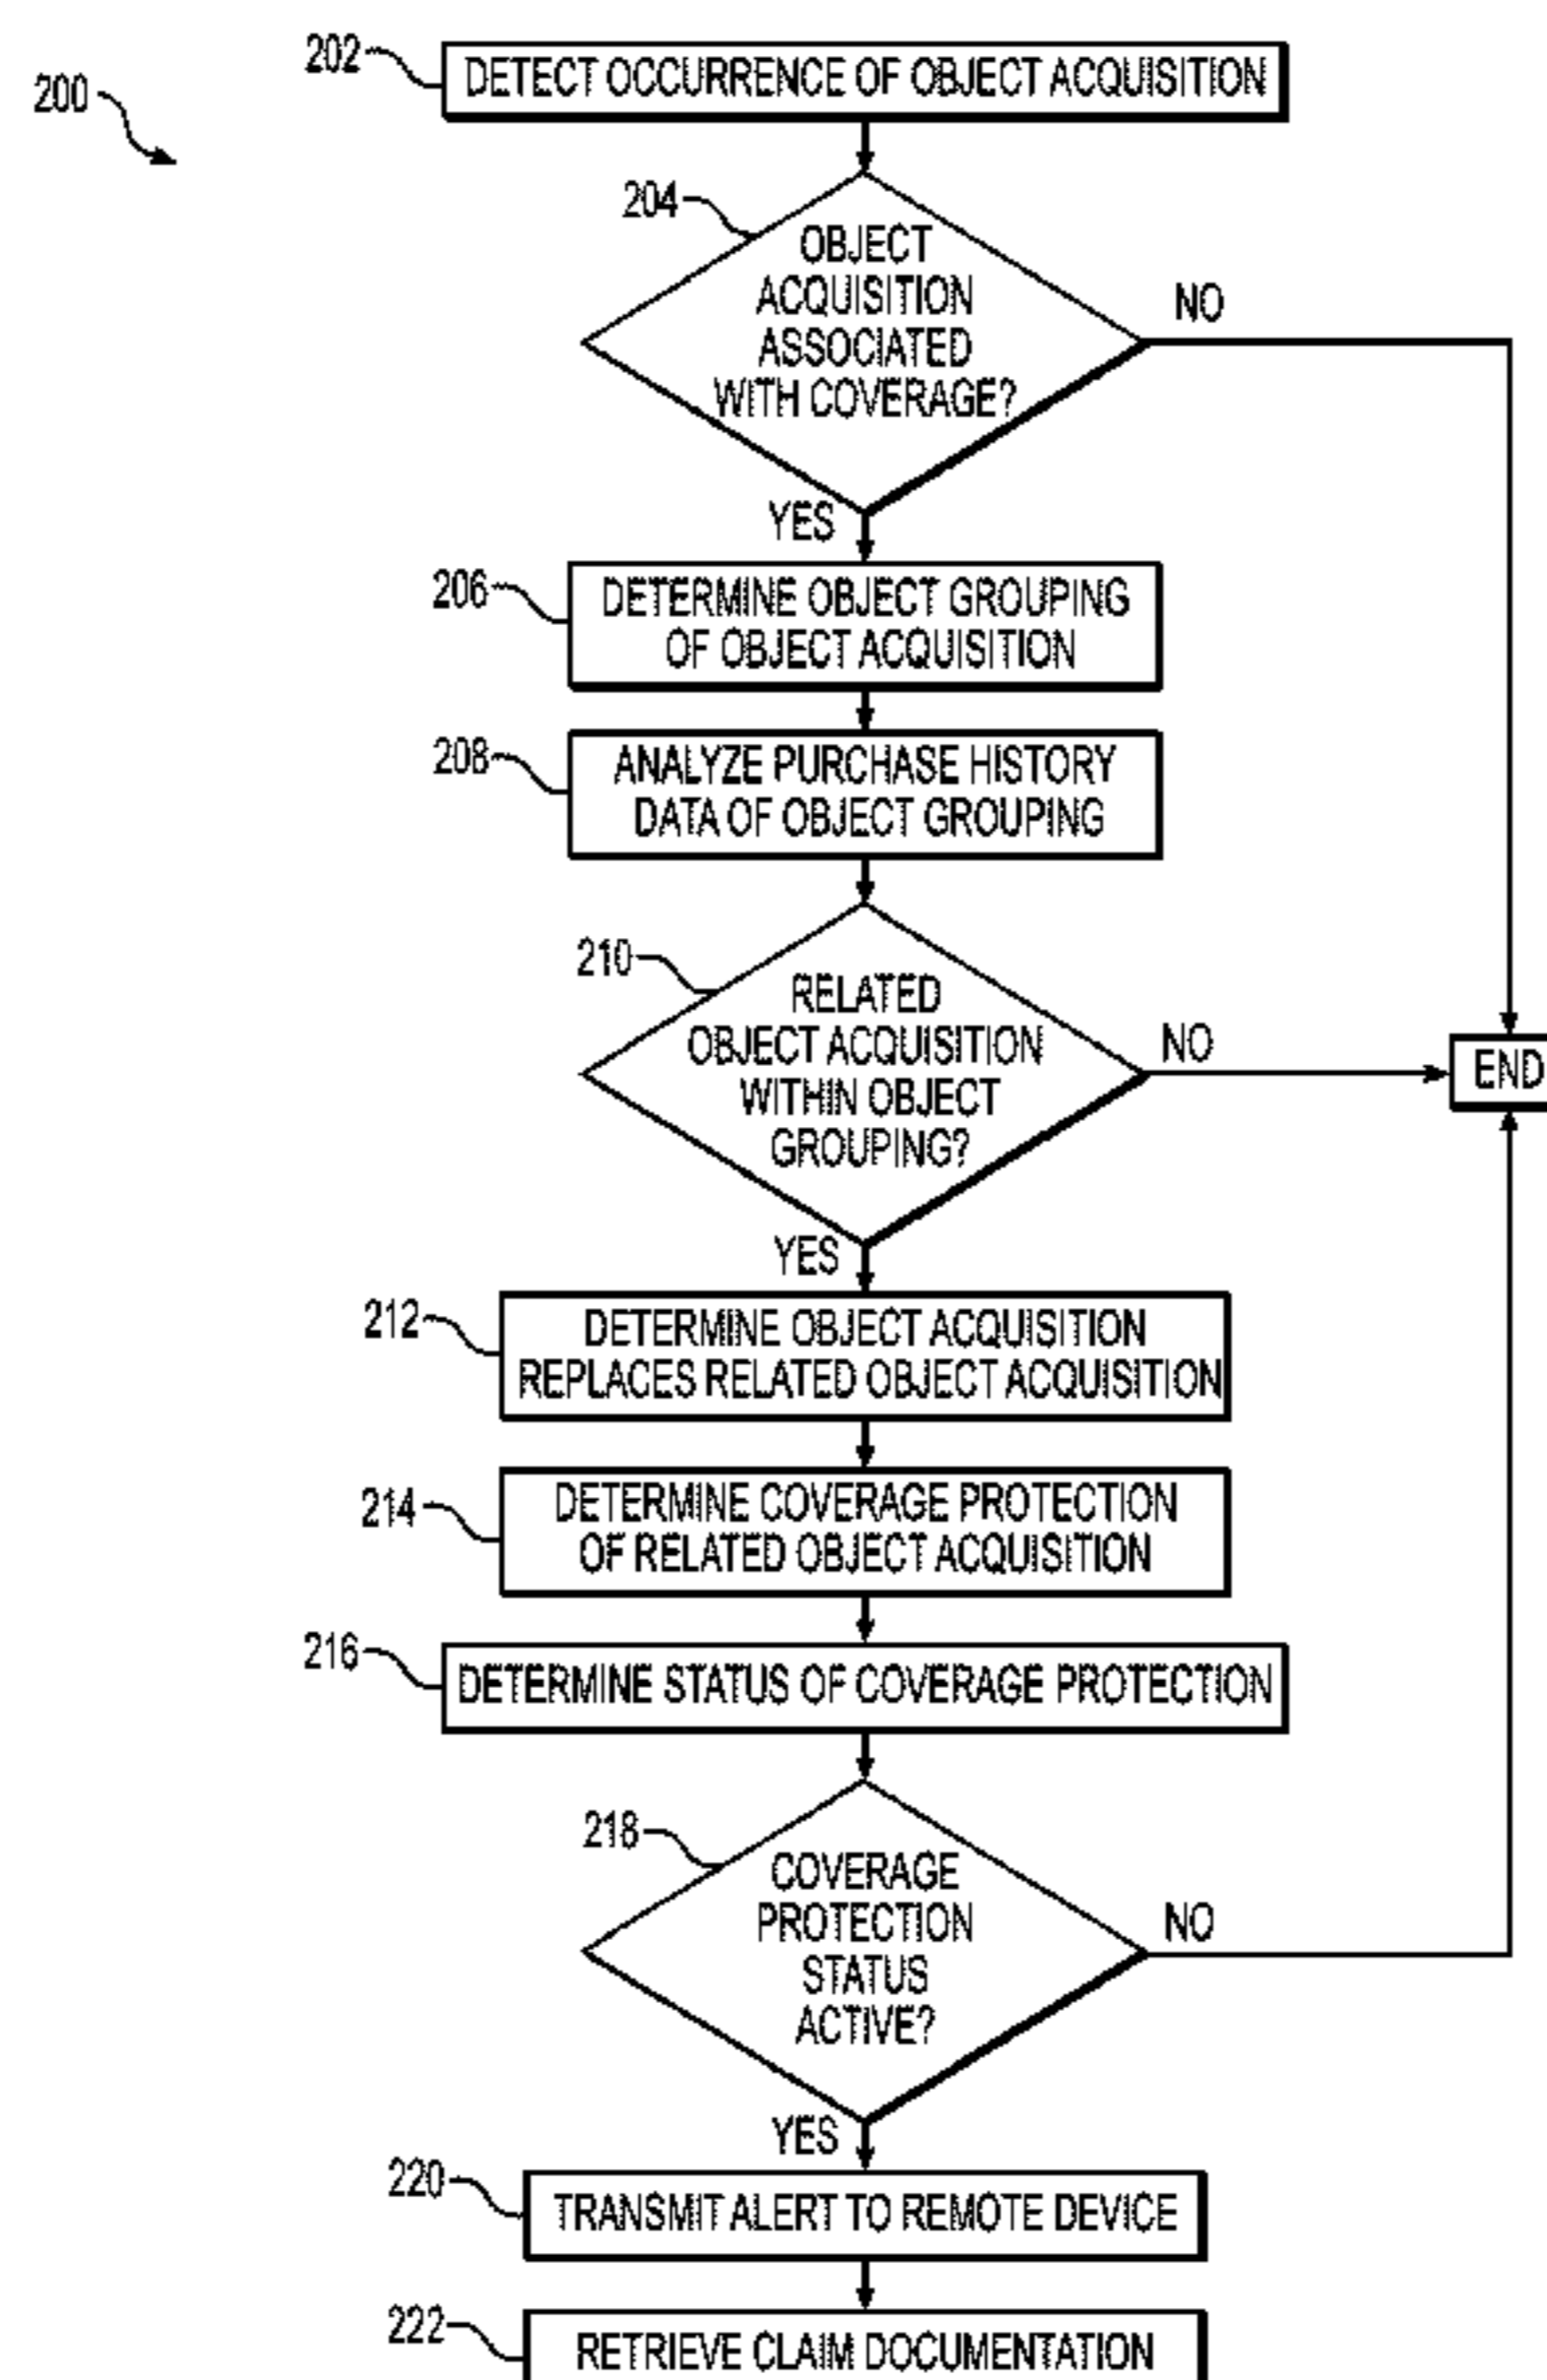 200
202
DETECT OCCURRENCE OF OBJECT ACQUISITION
204
OBJECT
ACQUISITION
ASSOCIATED
WITH COVERAGE?
NO
YES
206
DETERMINE OBJECT GROUPING
OF OBJECT ACQUISITION
208
ANALYZE PURCHASE HISTORY
DATA OF OBJECT GROUPING
210
RELATED
OBJECT ACQUISITION
WITHIN OBJECT
GROUPING?
NO
END
YES
212
DETERMINE OBJECT ACQUISITION
REPLACES RELATED OBJECT ACQUISITION
214
DETERMINE COVERAGE PROTECTION
OF RELATED OBJECT ACQUISITION
216
DETERMINE STATUS OF COVERAGE PROTECTION
218
COVERAGE
PROTECTION
STATUS
ACTIVE?
NO
YES
220
TRANSMIT ALERT TO REMOTE DEVICE
222
RETRIEVE CLAIM DOCUMENTATION